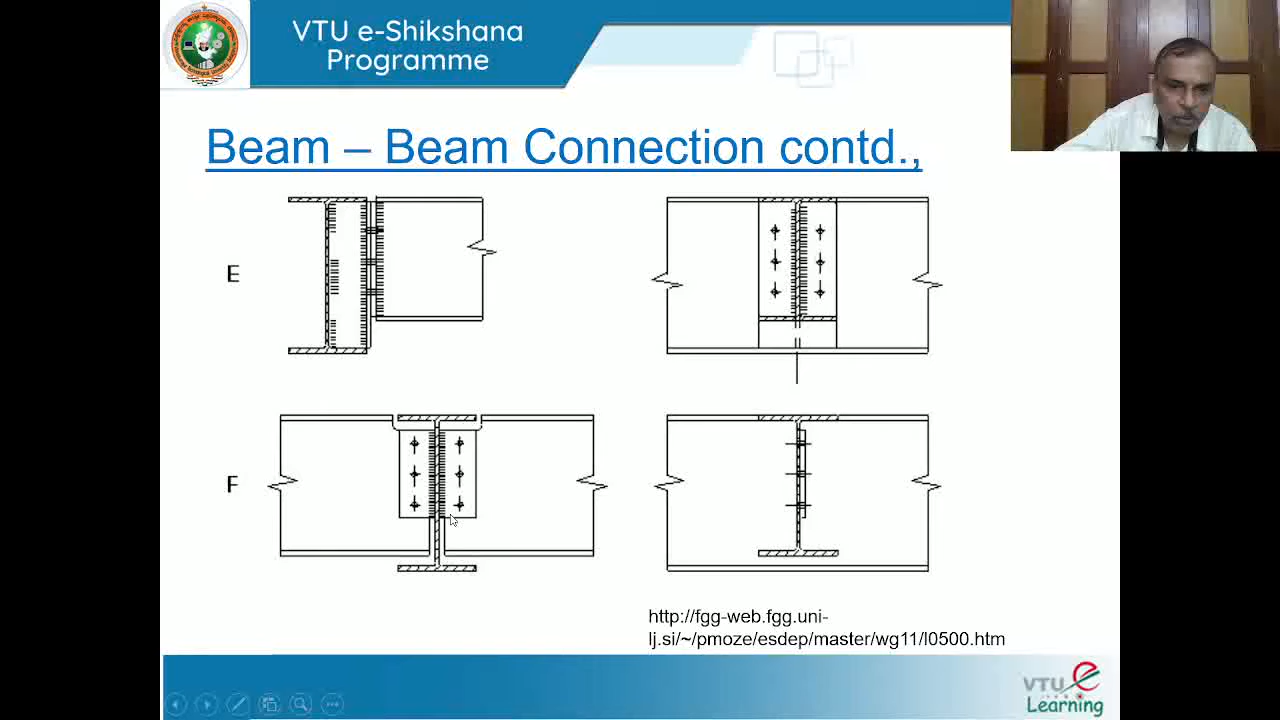 VTU e-Shikshana
Programme
Beam – Beam Connection contd.,
E
F
http://fgg-web.fgg.uni-
lj.si/~/pmoze/esdep/master/wg11/l0500.htm
VTU e
Learning